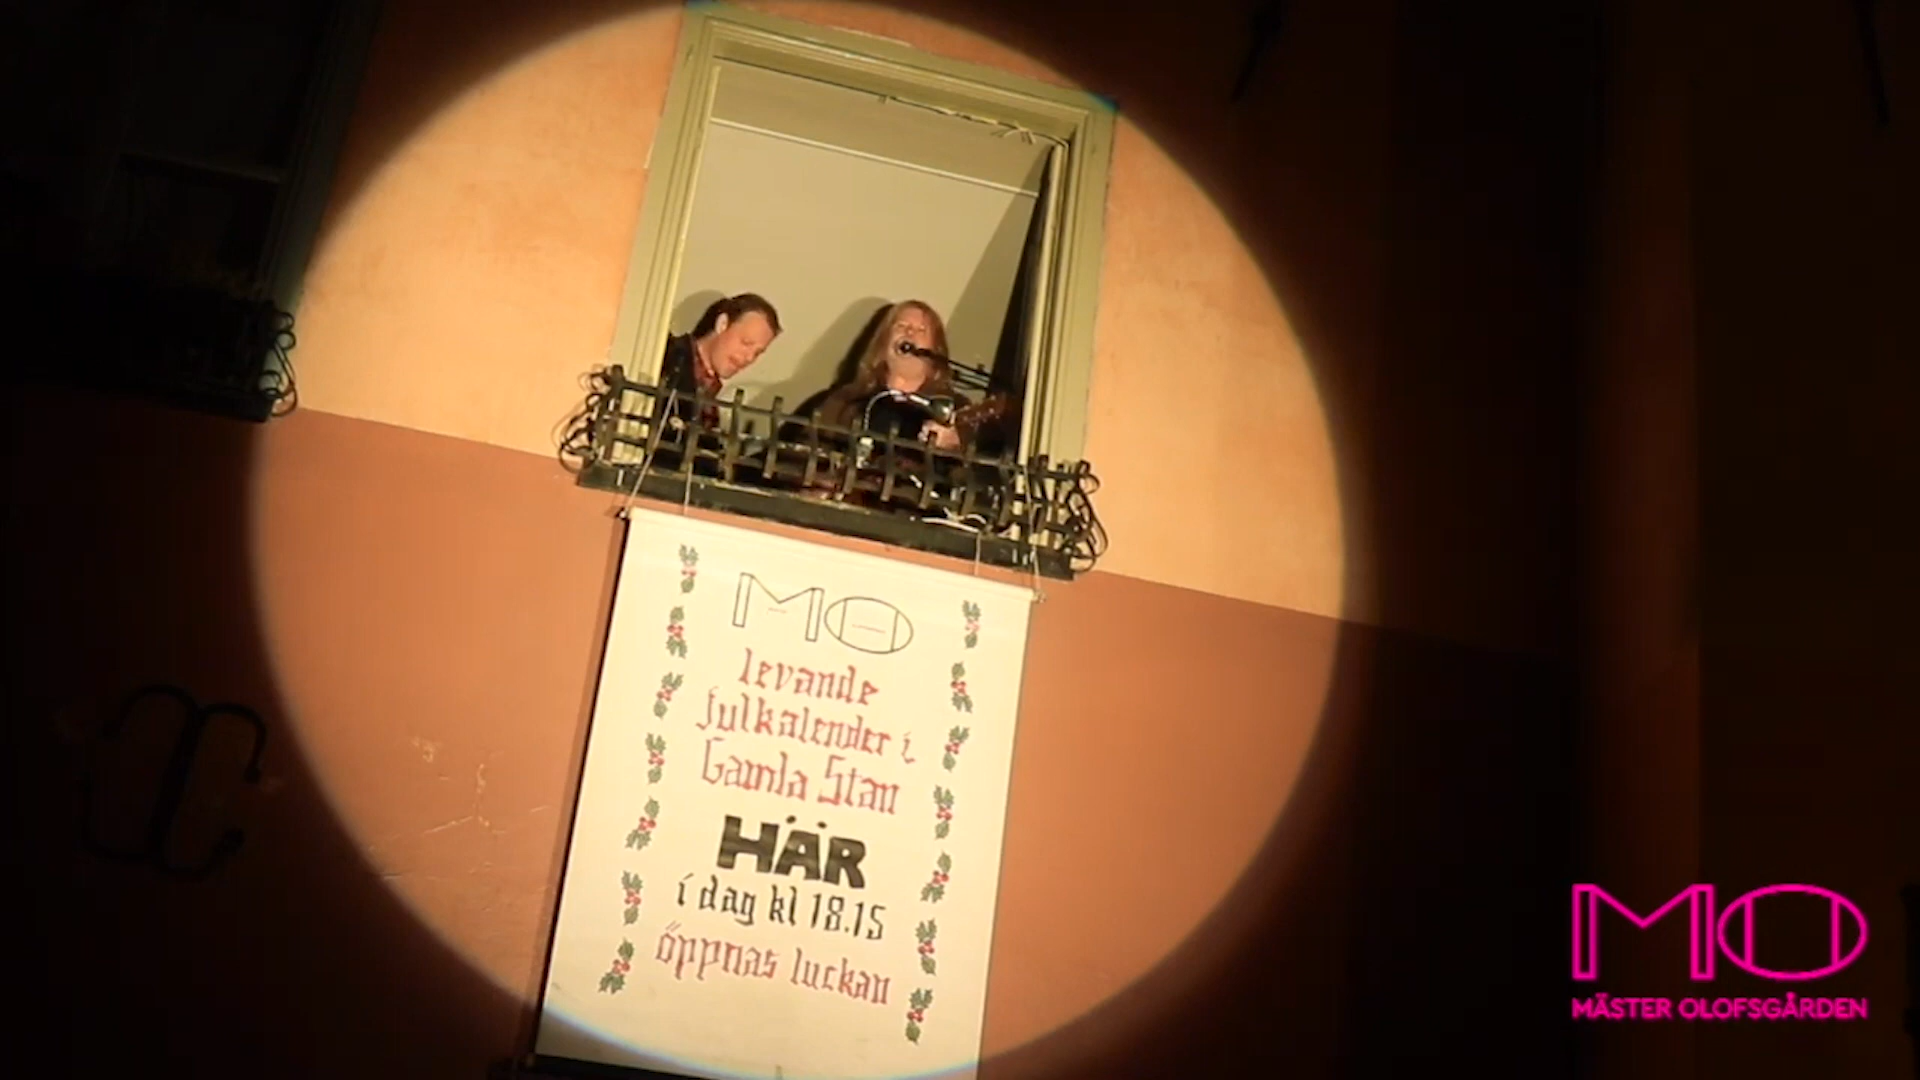 MO
levande
julkalender i
Gamla Stan
HÄR
i dag kl 18.15
öppnas luckan
MO
MÄSTER OLOFSGÅRDEN